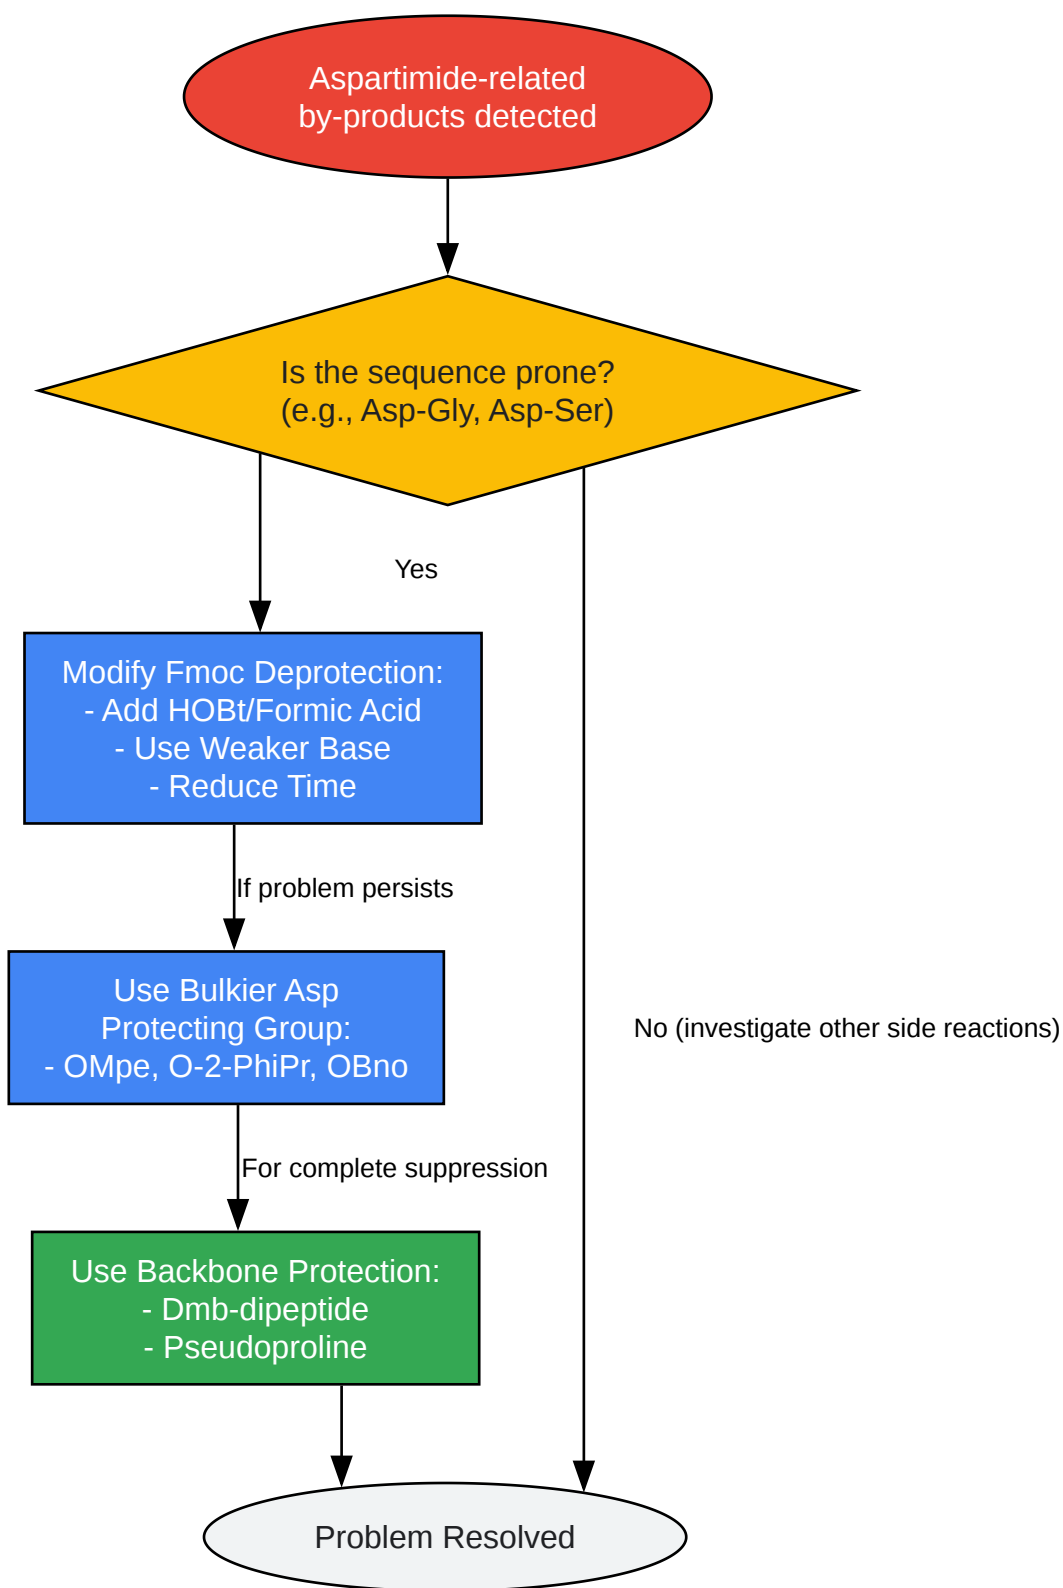 Aspartimide-related
by-products detected
Is the sequence prone?
(e.g., Asp-Gly, Asp-Ser)
Yes
Modify Fmoc Deprotection:
- Add HOBt/Formic Acid
- Use Weaker Base
- Reduce Time
If problem persists
Use Bulkier Asp
Protecting Group:
- OMpe, O-2-PhiPr, OBno
No (investigate other side reactions)
For complete suppression
Use Backbone Protection:
- Dmb-dipeptide
- Pseudoproline
Problem Resolved